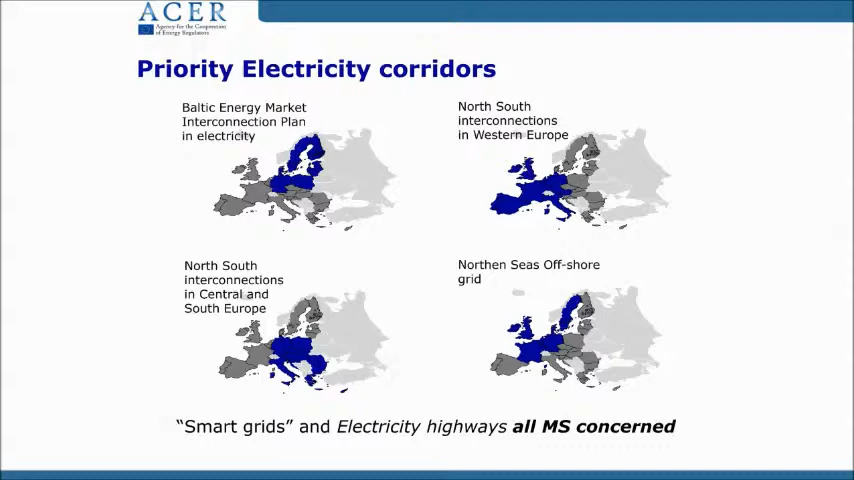 ACER
Agency for the Cooperation
of Energy Regulators
Priority Electricity corridors
Baltic Energy Market
Interconnection Plan
in electricity
North South
interconnections
in Western Europe
North South
interconnections
in Central and
South Europe
Northen Seas Off-shore
grid
“Smart grids” and Electricity highways all MS concerned